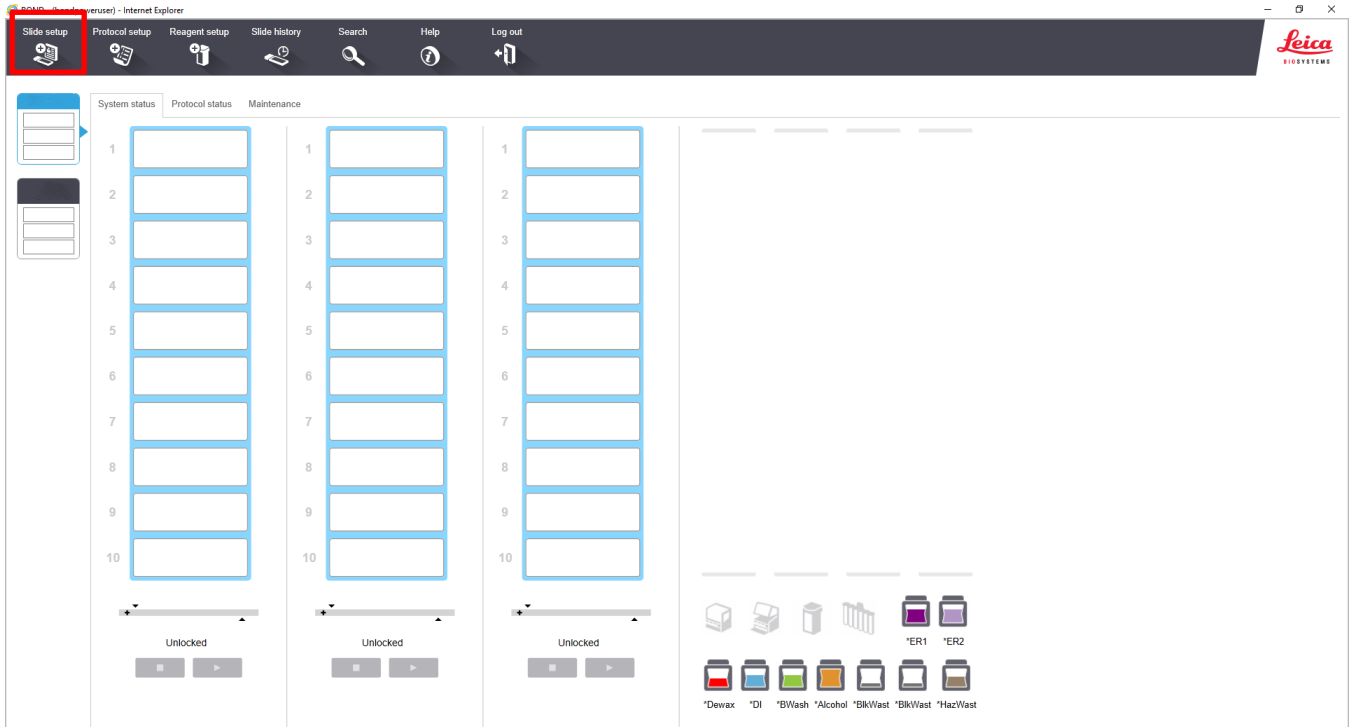 BOND - (bondpoweruser) - Internet Explorer
Slide setup Protocol setup Reagent setup Slide history Search Help Log out
Leica
BIOSYSTEMS
System status Protocol status Maintenance
1 1 1
2 2 2
3 3 3
4 4 4
5 5 5
6 6 6
7 7 7
8 8 8
9 9 9
10 10 10
Unlocked Unlocked Unlocked
*ER1 *ER2
*Dewax *DI *BWash *Alcohol *BlkWast *BlkWast *HazWast